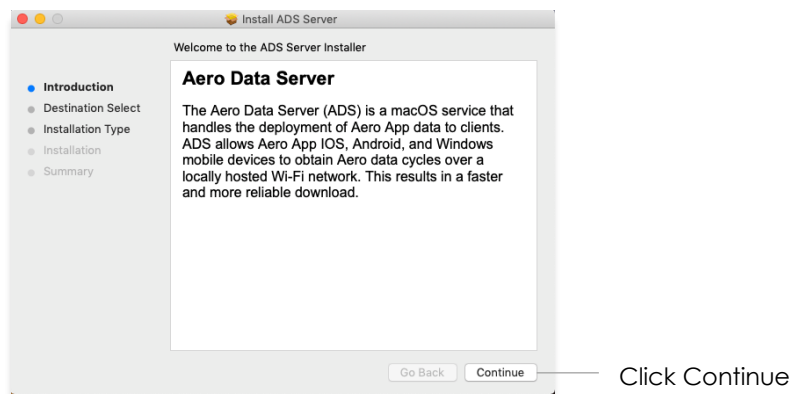 Install ADS Server
Welcome to the ADS Server Installer
Introduction
Destination Select
Installation Type
Installation
Summary
Aero Data Server
The Aero Data Server (ADS) is a macOS service that
handles the deployment of Aero App data to clients.
ADS allows Aero App IOS, Android, and Windows
mobile devices to obtain Aero data cycles over a
locally hosted Wi-Fi network. This results in a faster
and more reliable download.
Go Back
Continue
Click Continue